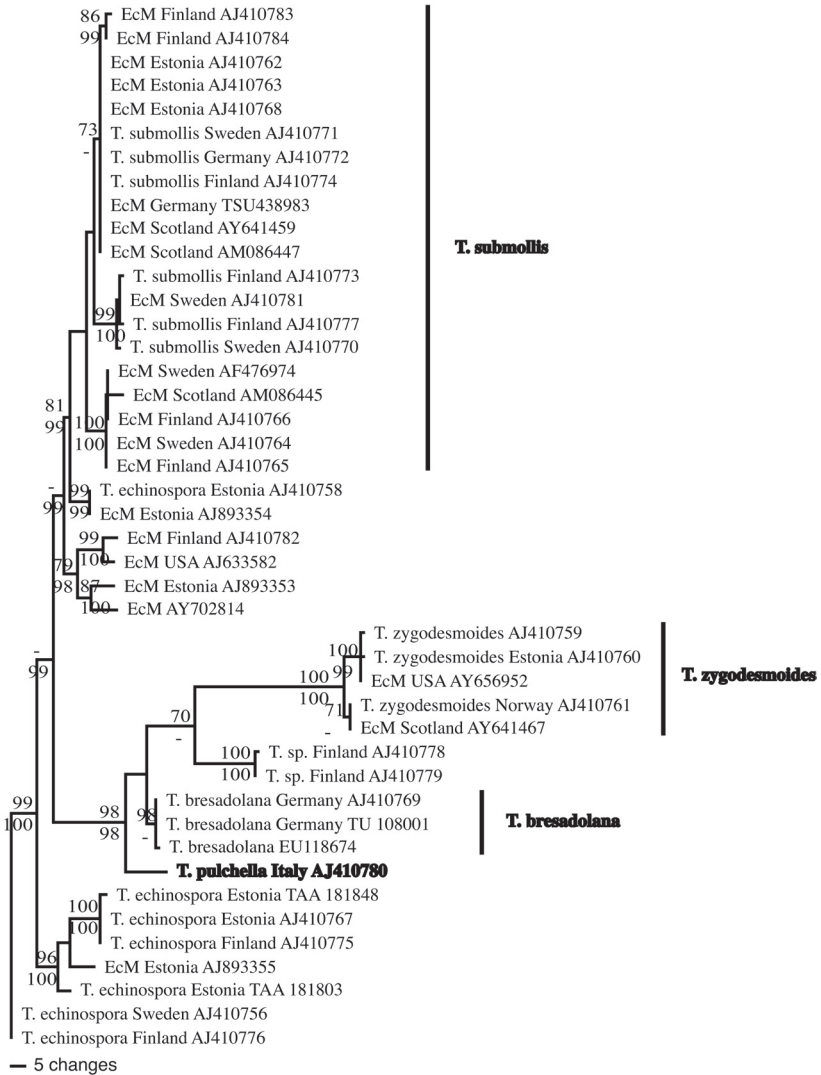 86
EcM Finland AJ410783
99
EcM Finland AJ410784
EcM Estonia AJ410762
EcM Estonia AJ410763
EcM Estonia AJ410768
73
T. submollis Sweden AJ410771
-
T. submollis Germany AJ410772
T. submollis Finland AJ410774
EcM Germany TSU438983
EcM Scotland AY641459
EcM Scotland AM086447
T. submollis
T. submollis Finland AJ410773
EcM Sweden AJ410781
99
T. submollis Finland AJ410777
100
T. submollis Sweden AJ410770
EcM Sweden AF476974
EcM Scotland AM086445
81
99
100
EcM Finland AJ410766
100
EcM Sweden AJ410764
EcM Finland AJ410765
-
99
T. echinospora Estonia AJ410758
99
99
EcM Estonia AJ893354
99
EcM Finland AJ410782
100
EcM USA AJ633582
79
98
87
EcM Estonia AJ893353
100
EcM AY702814
T. zygodesmoides AJ410759
-
99
100
T. zygodesmoides Estonia AJ410760
99
100
EcM USA AY656952
T. zygodesmoides
100
71
T. zygodesmoides Norway AJ410761
-
EcM Scotland AY641467
70
-
100
T. sp. Finland AJ410778
100
T. sp. Finland AJ410779
99
100
98
98
T. bresadolana Germany AJ410769
98
T. bresadolana Germany TU 108001
T. bresadolana
-
T. bresadolana EU118674
T. pulchella Italy AJ410780
T. echinospora Estonia TAA 181848
100
T. echinospora Estonia AJ410767
100
T. echinospora Finland AJ410775
96
EcM Estonia AJ893355
100
T. echinospora Estonia TAA 181803
T. echinospora Sweden AJ410756
T. echinospora Finland AJ410776
5 changes